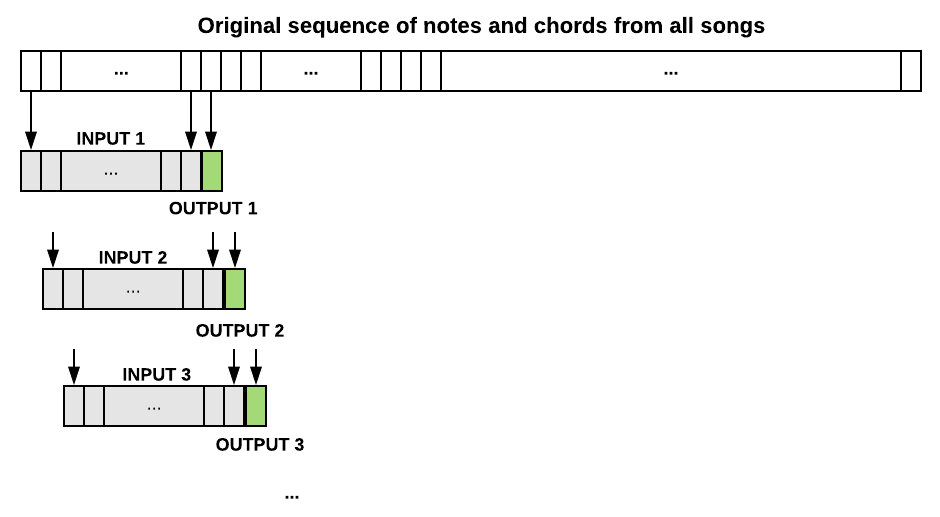 Original sequence of notes and chords from all songs
... ... ...
INPUT 1
...
OUTPUT 1
INPUT 2
...
OUTPUT 2
INPUT 3
...
OUTPUT 3
...